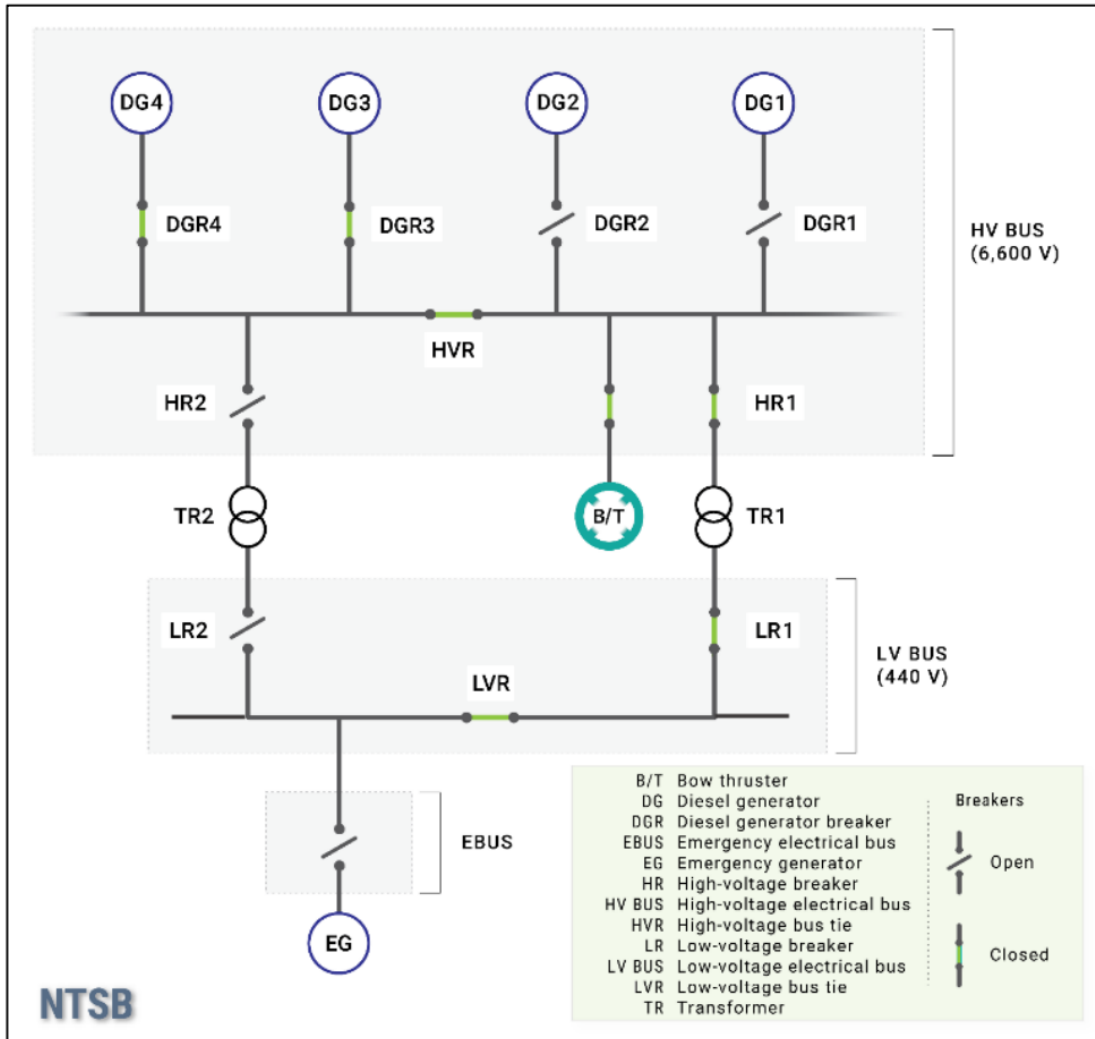 DG4
DG3
DG2
DG1
DGR4
DGR3
DGR2
DGR1
HV BUS
(6,600 V)
HVR
HR2
HR1
TR2
B/T
TR1
LR2
LR1
LV BUS
(440 V)
LVR
EBUS
EG
B/T Bow thruster
DG Diesel generator
DGR Diesel generator breaker
EBUS Emergency electrical bus
EG Emergency generator
HR High-voltage breaker
HV BUS High-voltage electrical bus
HVR High-voltage bus tie
LR Low-voltage breaker
LV BUS Low-voltage electrical bus
LVR Low-voltage bus tie
TR Transformer
Breakers
Open
Closed
NTSB